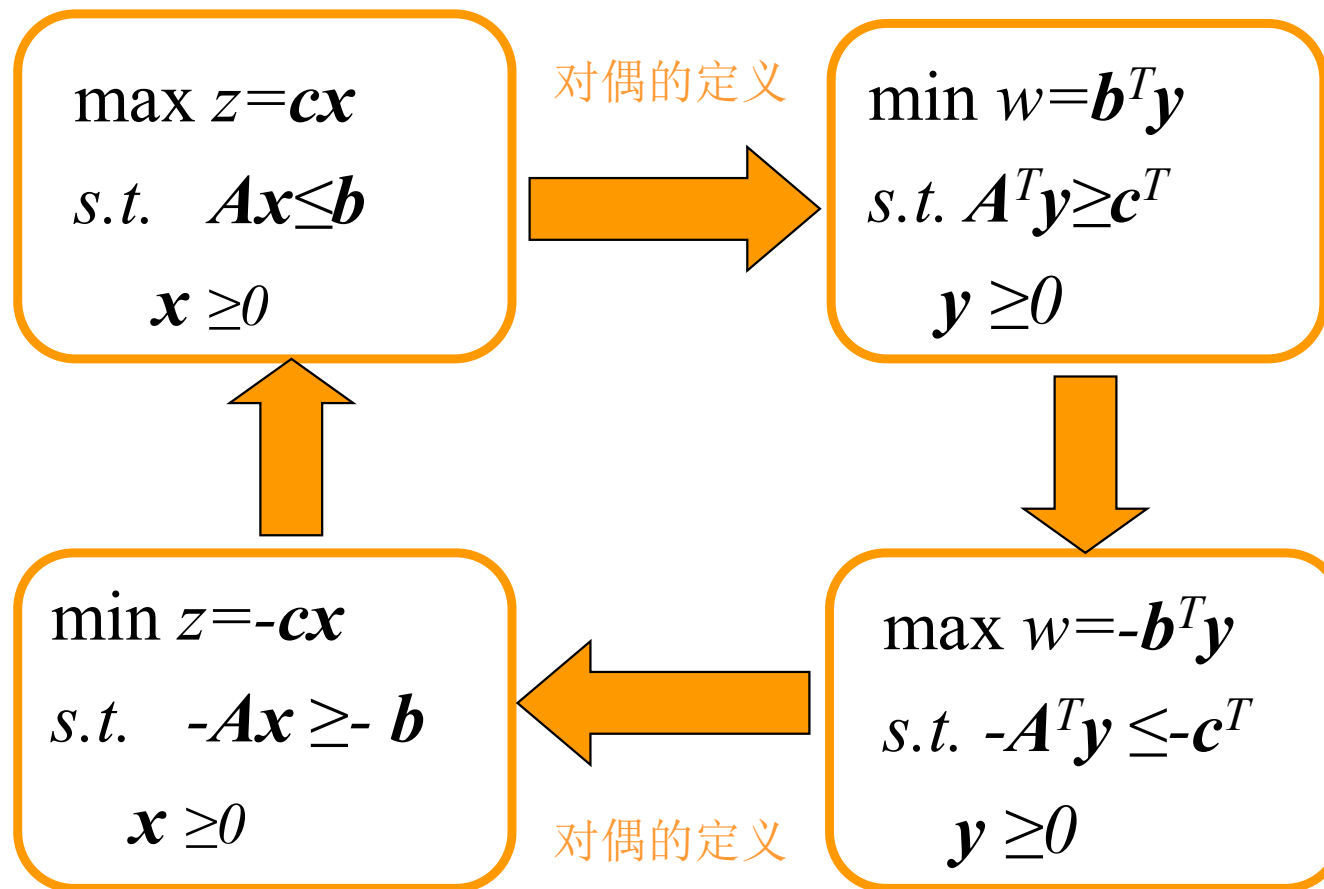 max z=cx
s.t. Ax≤b
x ≥0
对偶的定义
min w=bᵀy
s.t. Aᵀy≥cᵀ
y ≥0
min z=-cx
s.t. -Ax ≥- b
x ≥0
对偶的定义
max w=-bᵀy
s.t. -Aᵀy ≤-cᵀ
y ≥0